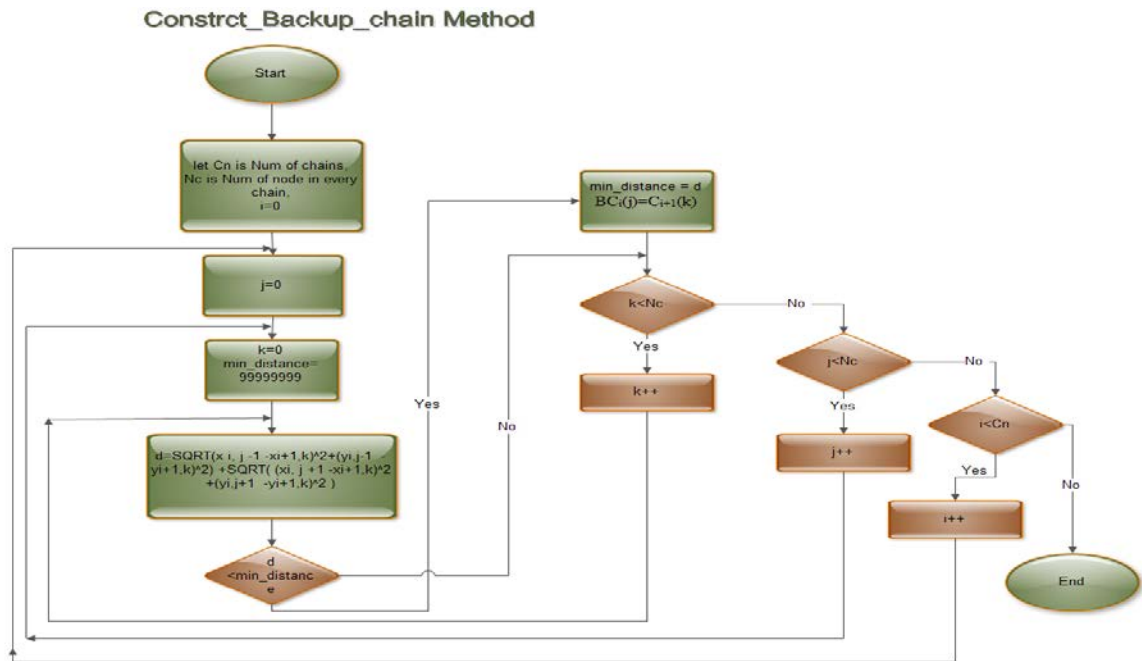 Constrct_Backup_chain Method
Start
let Cn is Num of chains,
Nc is Num of node in every
chain,
i=0
j=0
k=0
min_distance=
99999999
d=SQRT(x i, j -1 -xi+1,k)^2+(yi,j-1
yi+1,k)^2) +SQRT( (xi, j +1 -xi+1,k)^2
+(yi,j+1 -yi+1,k)^2 )
d
<min_distanc
e
Yes
No
min_distance = d
BCi(j)=Ci+1(k)
k<Nc
No
Yes
k++
j<Nc
No
Yes
j++
i<Cn
Yes
No
i++
End